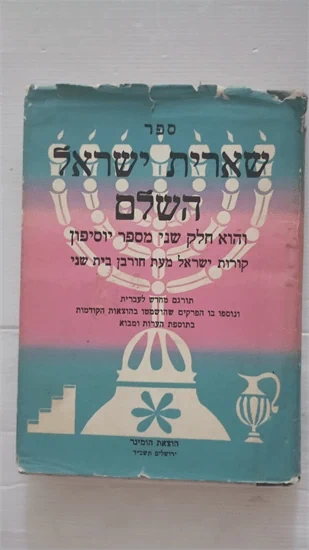 ספר
שארית ישראל
השלם
והוא חלק שני מספר יוסיפון
קורות ישראל מעת חורבן בית שני
תורגם מחדש לעברית
ונוספו בו הפרקים שהושמטו בהוצאות הקודמות
בתוספת הערות ומבוא
הוצאת הומינר
ירושלים תשכ״ד